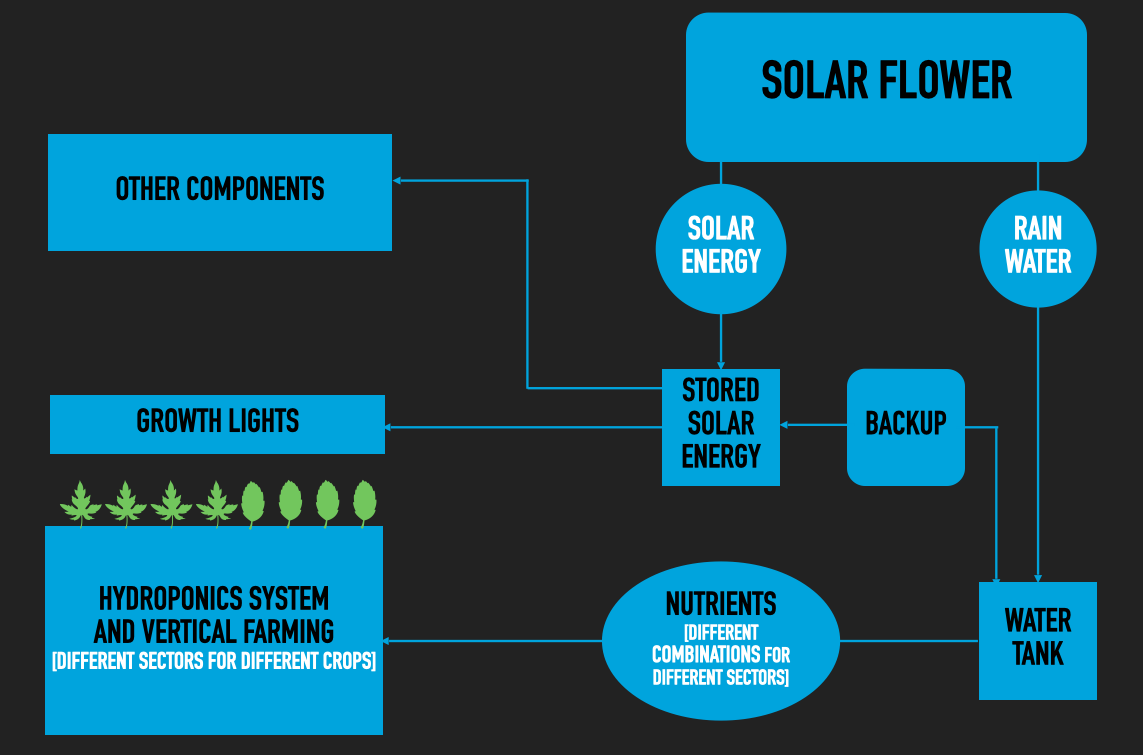 SOLAR FLOWER
OTHER COMPONENTS
SOLAR
ENERGY
RAIN
WATER
STORED
SOLAR
ENERGY
BACKUP
GROWTH LIGHTS
HYDROPONICS SYSTEM
AND VERTICAL FARMING
[DIFFERENT SECTORS FOR DIFFERENT CROPS]
NUTRIENTS
[DIFFERENT
COMBINATIONS FOR
DIFFERENT SECTORS]
WATER
TANK